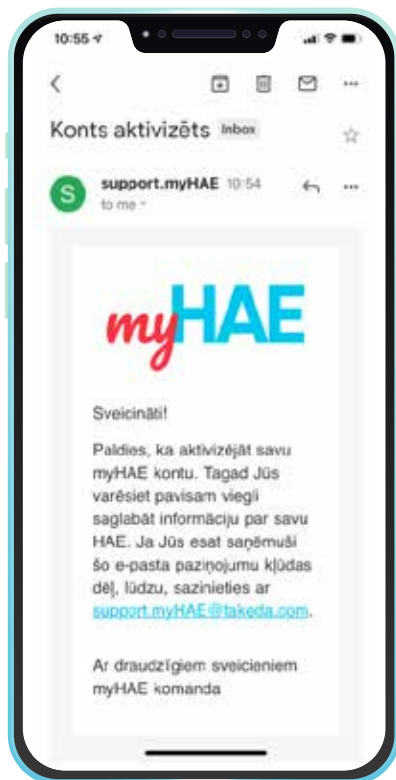 10:55
Konts aktivizēts Inbox
S
support.myHAE 10:54
to me
myHAE
Sveicināti!
Paldies, ka aktivizējāt savu
myHAE kontu. Tagad Jūs
varēsiet pavisam viegli
saglabāt informāciju par savu
HAE. Ja Jūs esat saņēmuši
šo e-pasta paziņojumu kļūdas
dēļ, lūdzu, sazinieties ar
support.myHAE@takeda.com.
Ar draudzīgiem sveicieniem
myHAE komanda